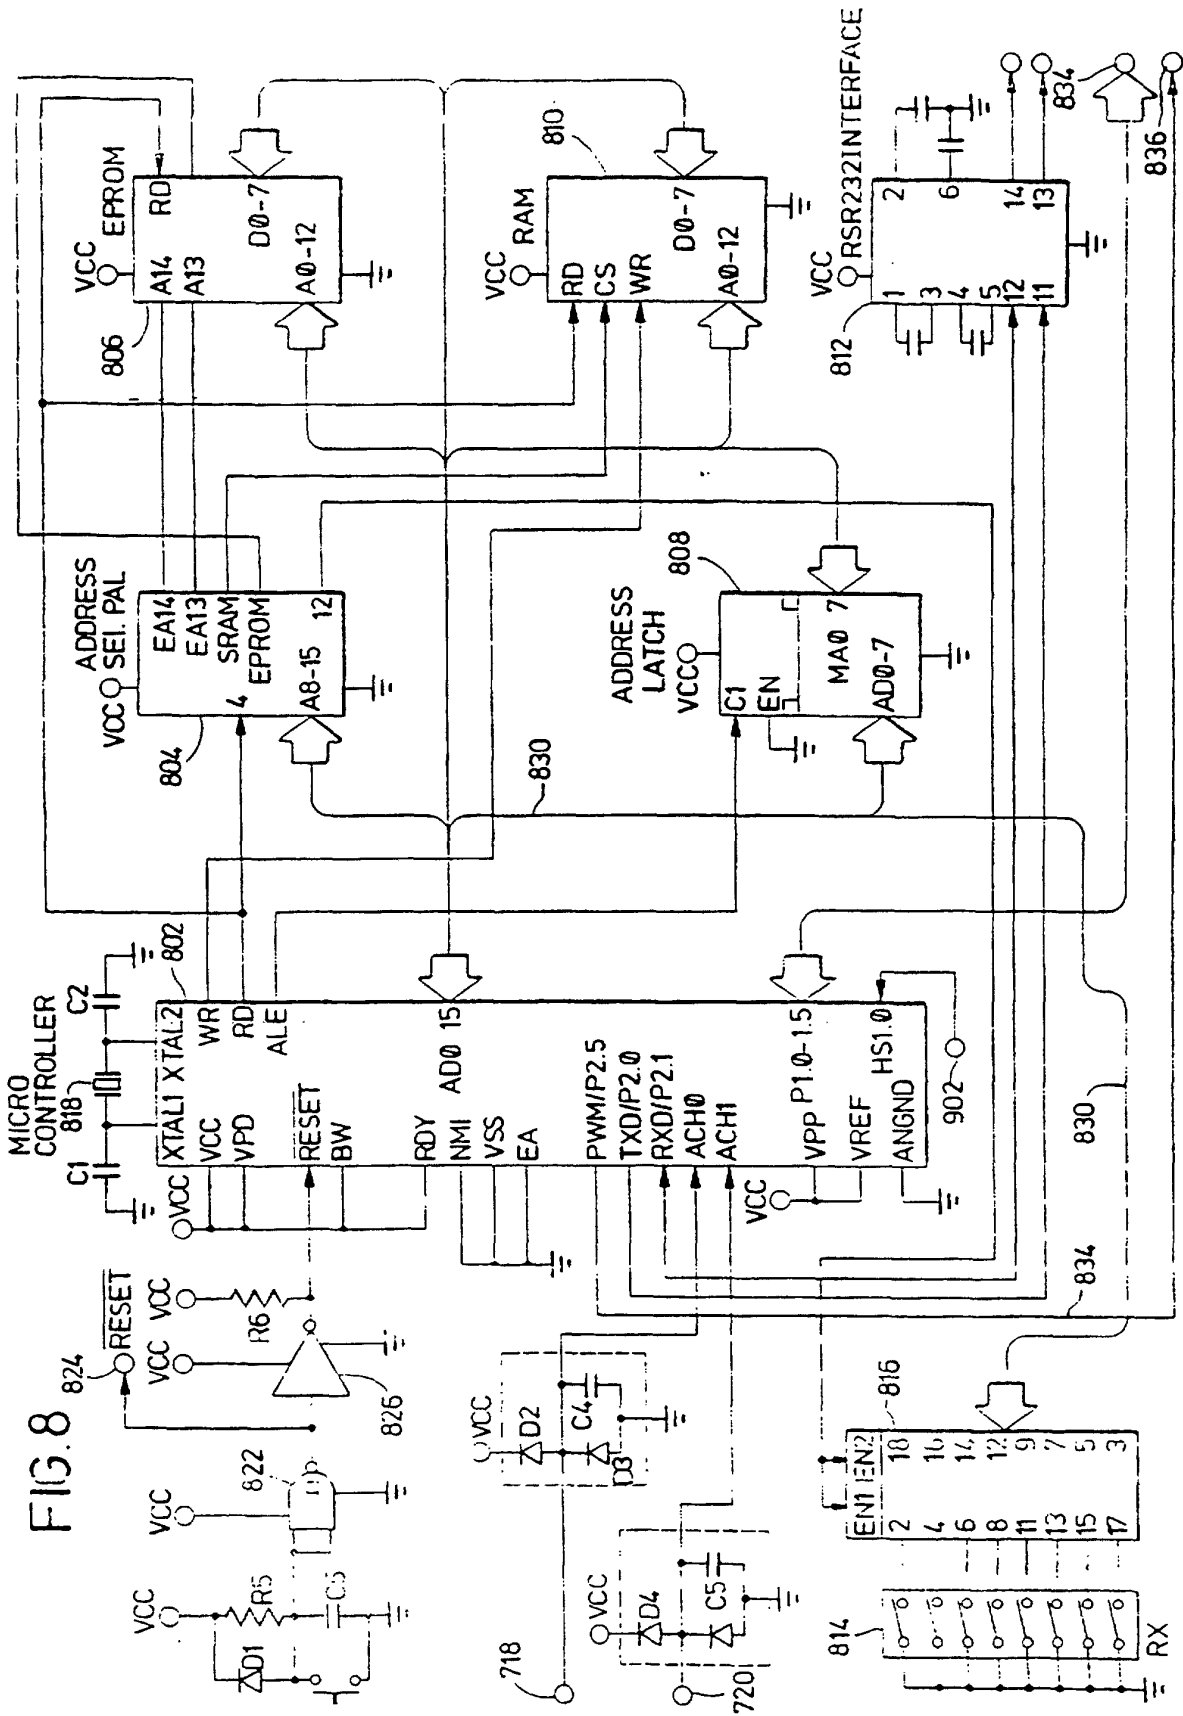 FIG. 8
VCC
D1
R5
C6
VCC
822
824
RESET
VCC
826
VCC
R6
MICRO
CONTROLLER
818
C1
C2
802
XTAL1 XTAL2
VCC
VCC
VPD
RESET
BW
RDY
NMI
VSS
EA
PWM/P2.5
TXD/P2.0
RXD/P2.1
ACH0
ACH1
VPP
VREF
ANGND
VCC
WR
RD
ALE
AD0 15
P1.0-1.5
HS1.0
902
ADDRESS
SEL PAL
VCC
804
4
A8-15
EA14
EA13
SRAM
EPROM
12
830
ADDRESS
LATCH
VCC
808
C1
EN
MA0 7
AD0-7
VCC
EPROM
806
A14
A13
RD
D0-7
A0-12
VCC
RAM
810
RD
CS
WR
D0-7
A0-12
VCC
RSR232INTERFACE
812
1
3
4
5
12
11
2
6
14
13
834
836
718
VCC
D2
D3
C4
720
VCC
D4
C5
830
834
814
RX
816
EN1 EN2
2
4
6
8
11
13
15
17
18
16
14
12
9
7
5
3